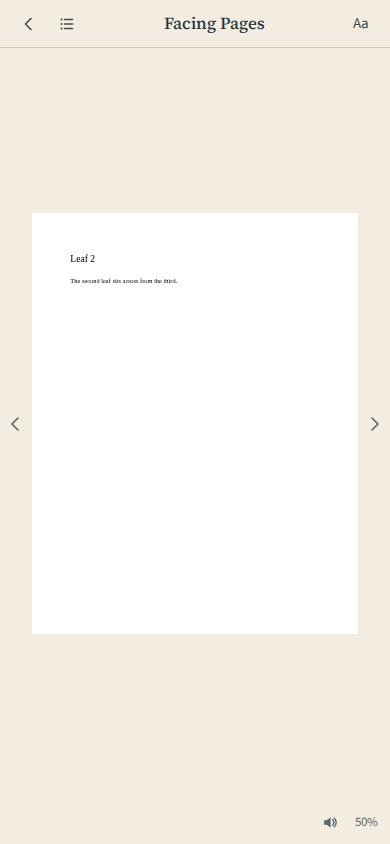 Facing Pages
Aa
Leaf 2
The second leaf sits across from the third.
50%